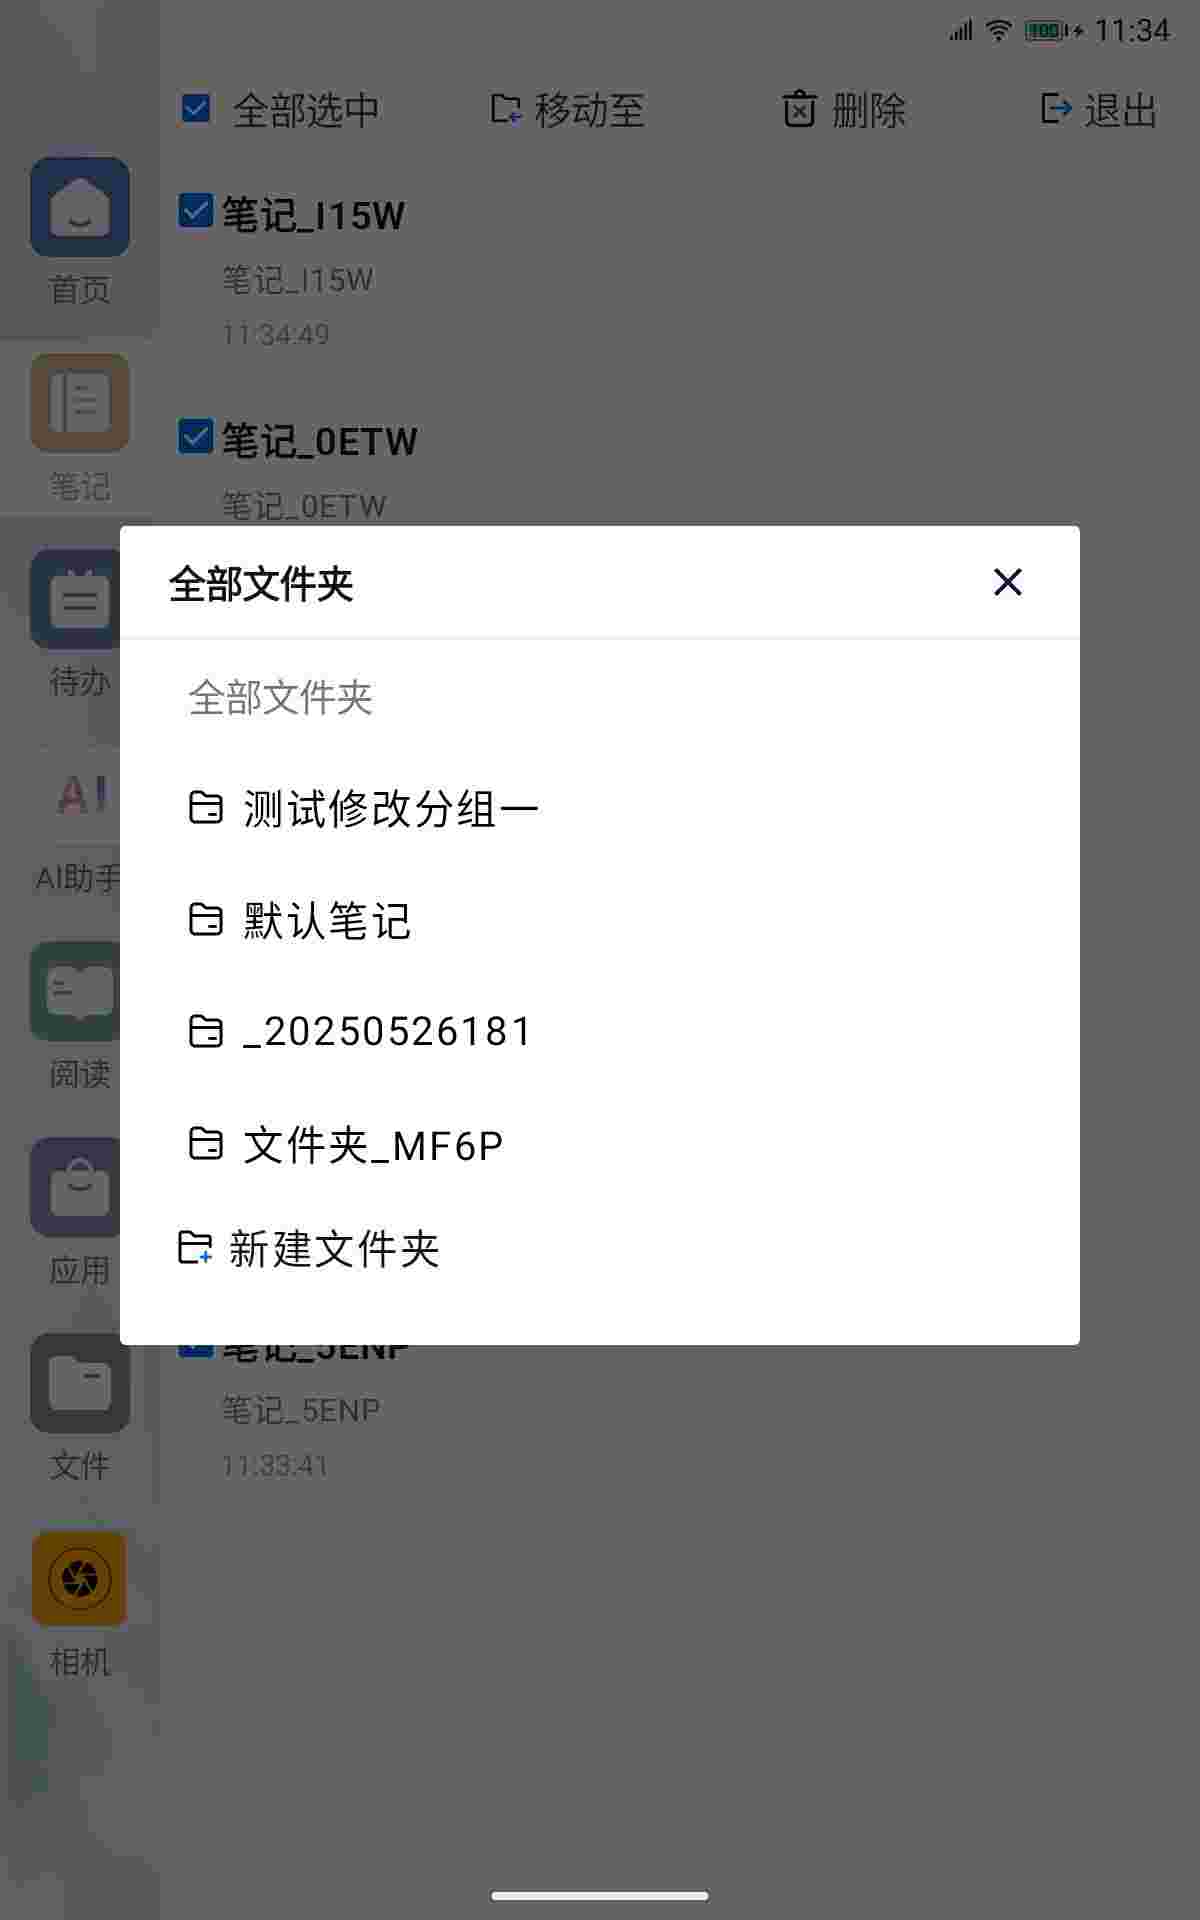 100 11:34
全部选中 移动至 删除 退出
首页
笔记_I15W
笔记_I15W
11:34:49
笔记
笔记_0ETW
笔记_0ETW
全部文件夹
全部文件夹
待办
测试修改分组一
AI
AI助手
默认笔记
_20250526181
阅读
文件夹_MF6P
新建文件夹
应用
笔记_5ENP
笔记_5ENP
11:33:41
文件
相机